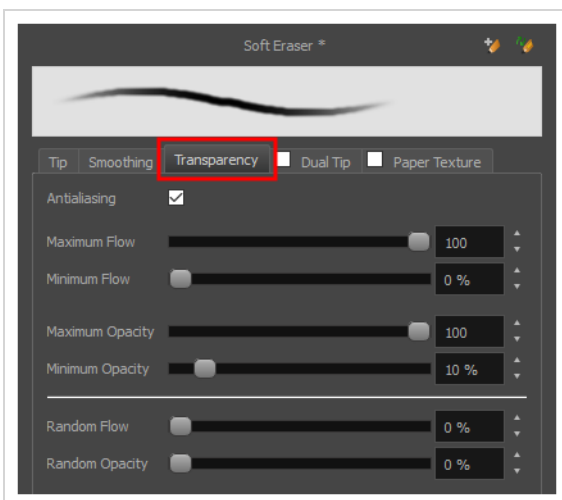 Soft Eraser *
Tip Smoothing Transparency Dual Tip Paper Texture
Antialiasing
Maximum Flow 100
Minimum Flow 0 %
Maximum Opacity 100
Minimum Opacity 10 %
Random Flow 0 %
Random Opacity 0 %